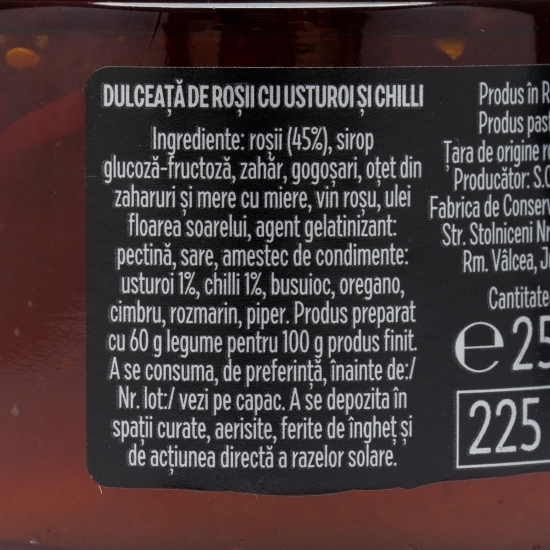 DULCEAȚĂ DE ROȘII CU USTUROI ȘI CHILLI
Ingrediente: roșii (45%), sirop
glucoză-fructoză, zahăr, gogoșari, oțet din
zaharuri și mere cu miere, vin roșu, ulei
floarea soarelui, agent gelatinizant:
pectină, sare, amestec de condimente:
usturoi 1%, chilli 1%, busuioc, oregano,
cimbru, rozmarin, piper. Produs preparat
cu 60 g legume pentru 100 g produs finit.
A se consuma, de preferință, înainte de:/
Nr. lot:/ vezi pe capac. A se depozita în
spații curate, aerisite, ferite de îngheț și
de acțiunea directă a razelor solare.
Produs în R
Produs past
Țara de origine ro
Producător: S.C
Fabrica de Conserv
Str. Stolniceni Nr
Rm. Vâlcea, J
Cantitate
℮ 25
225